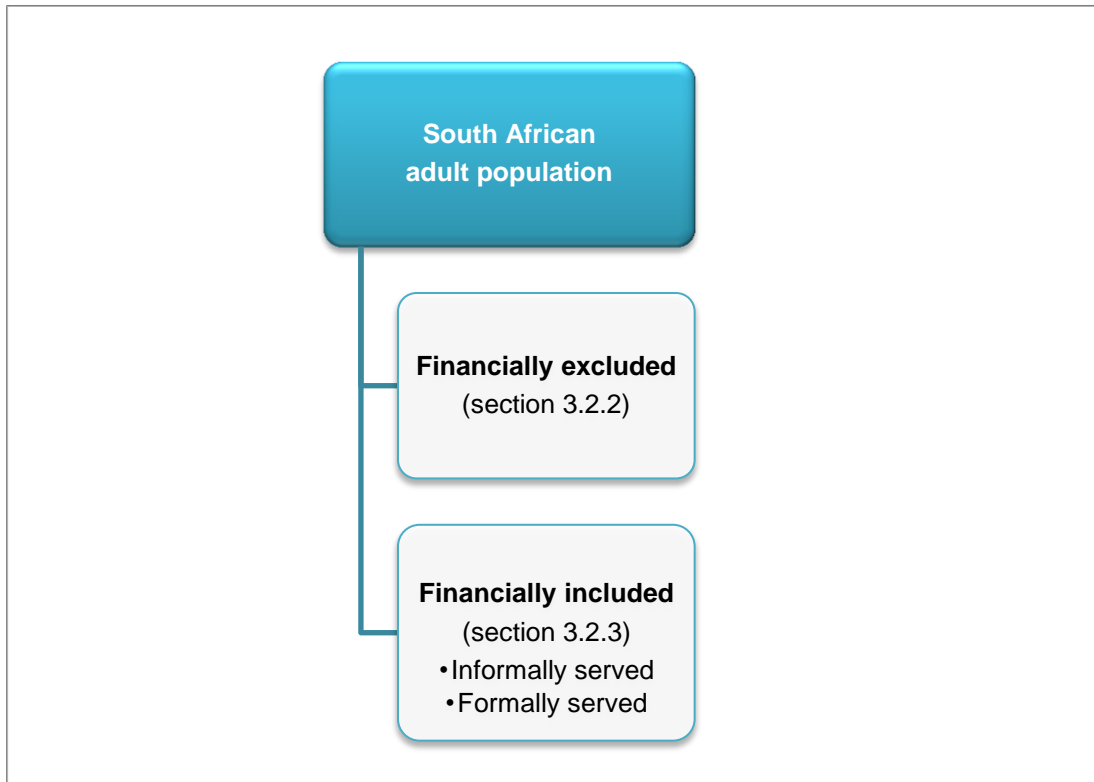 South African
adult population
Financially excluded
(section 3.2.2)
Financially included
(section 3.2.3)
•Informally served
•Formally served